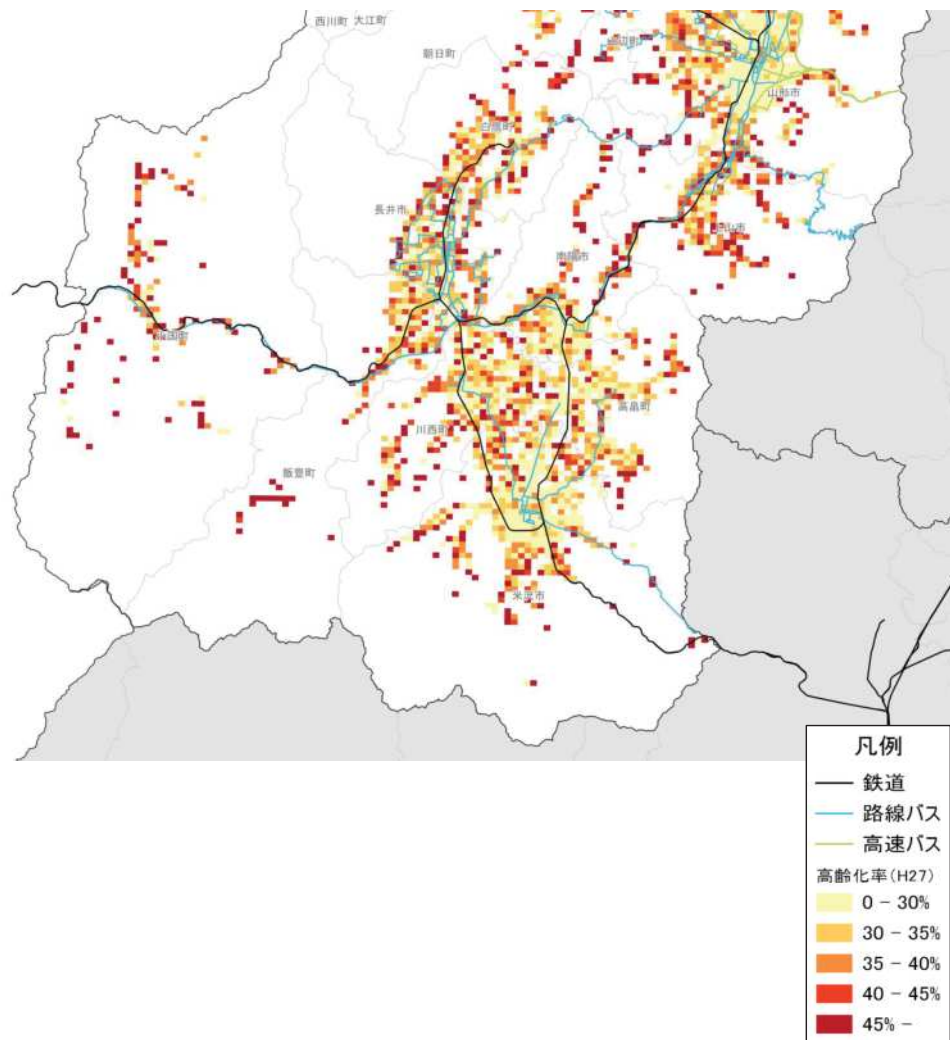 西川町 大江町
朝日町
山辺町
山形市
白鷹町
長井市
上山市
南陽市
小国町
高畠町
川西町
飯豊町
米沢市
凡例
鉄道
路線バス
高速バス
高齢化率(H27)
0 - 30%
30 - 35%
35 - 40%
40 - 45%
45% -